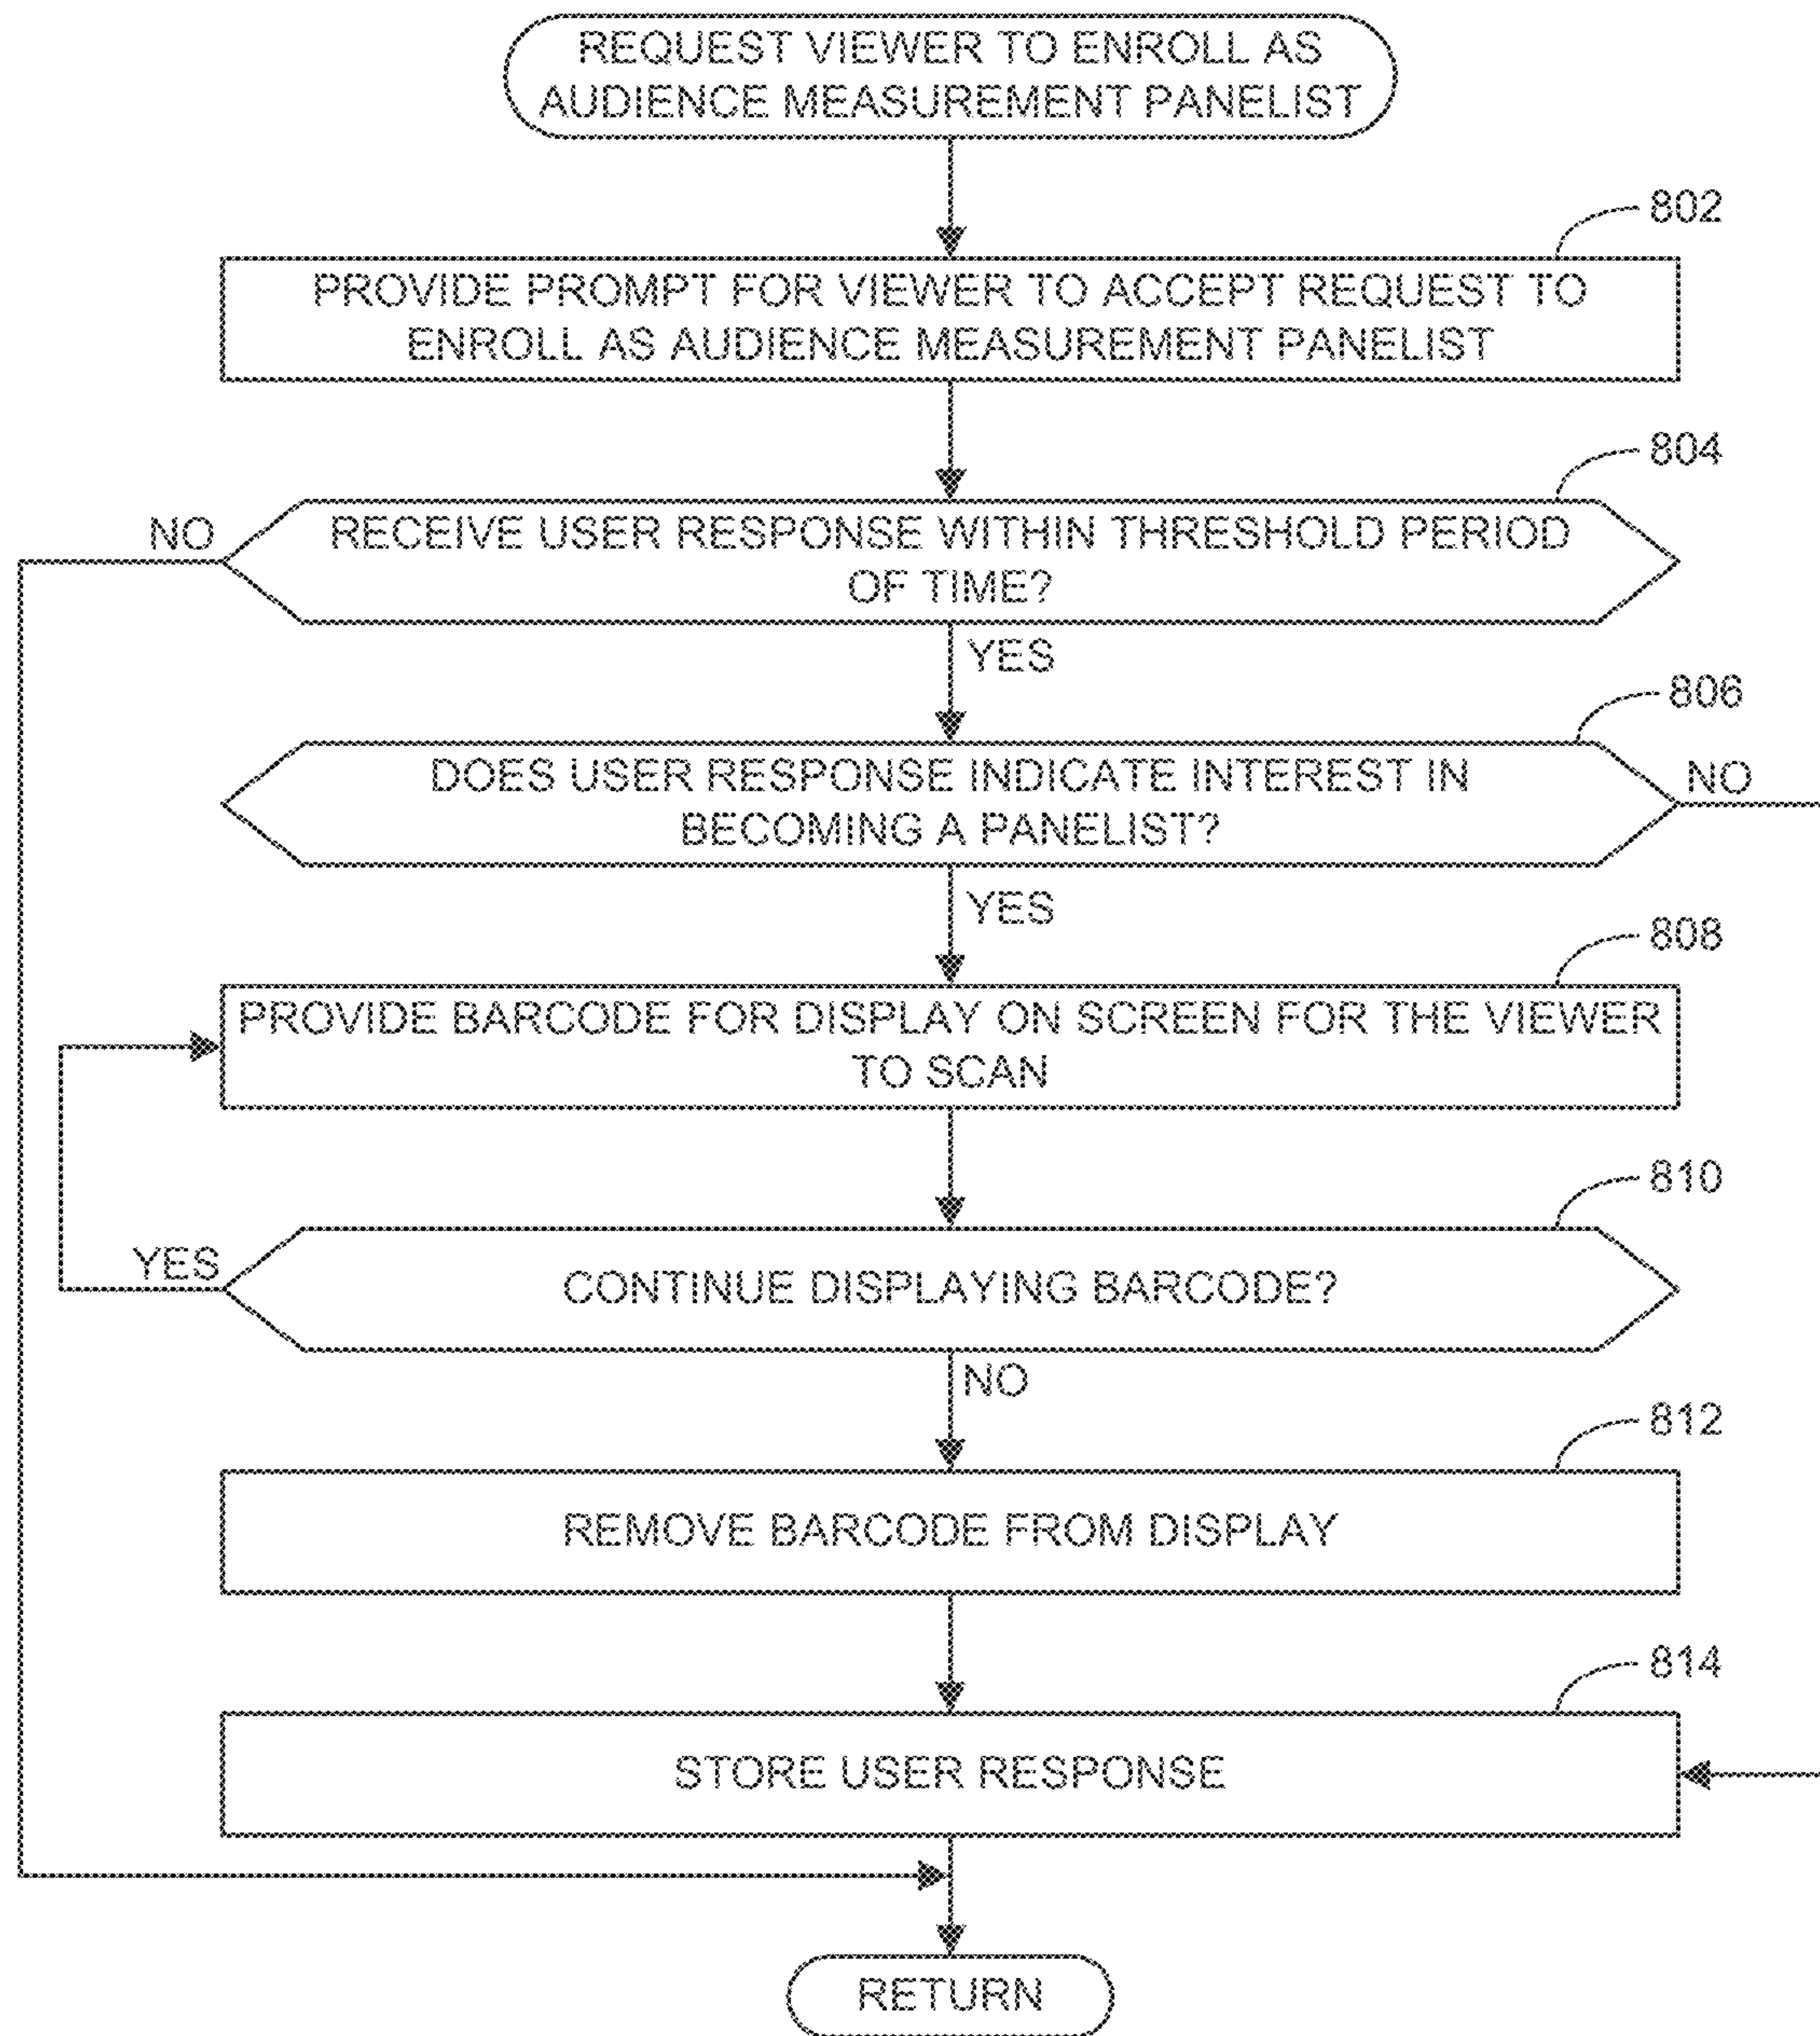 REQUEST VIEWER TO ENROLL AS
AUDIENCE MEASUREMENT PANELIST
802
PROVIDE PROMPT FOR VIEWER TO ACCEPT REQUEST TO
ENROLL AS AUDIENCE MEASUREMENT PANELIST
804
NO
RECEIVE USER RESPONSE WITHIN THRESHOLD PERIOD
OF TIME?
YES
806
DOES USER RESPONSE INDICATE INTEREST IN
BECOMING A PANELIST?
NO
YES
808
PROVIDE BARCODE FOR DISPLAY ON SCREEN FOR THE VIEWER
TO SCAN
810
YES
CONTINUE DISPLAYING BARCODE?
NO
812
REMOVE BARCODE FROM DISPLAY
814
STORE USER RESPONSE
RETURN